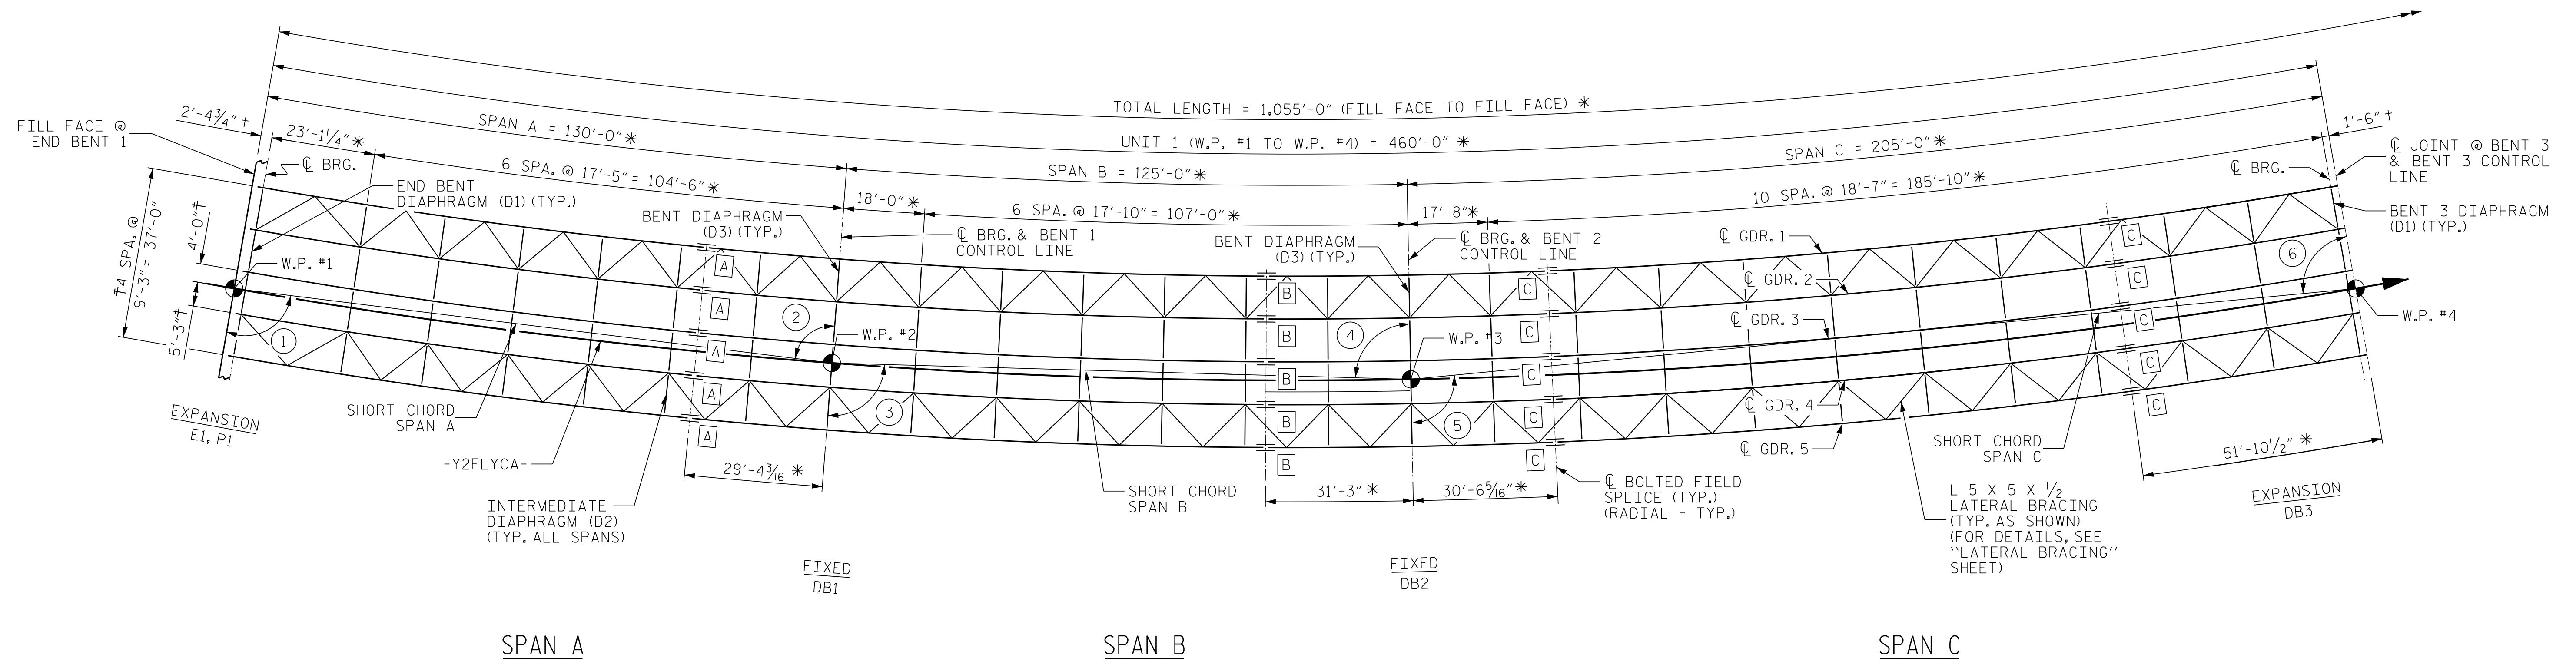 TOTAL LENGTH = 1,055'-0" (FILL FACE TO FILL FACE) *
UNIT 1 (W.P. #1 TO W.P. #4) = 460'-0" *
SPAN A = 130'-0" *
SPAN B = 125'-0" *
SPAN C = 205'-0" *
2'-4¾" †
1'-6" †
FILL FACE @
END BENT 1
23'-1¼" *
6 SPA. @ 17'-5" = 104'-6" *
18'-0" *
6 SPA. @ 17'-10" = 107'-0" *
17'-8" *
10 SPA. @ 18'-7" = 185'-10" *
℄ BRG.
℄ BRG.
℄ JOINT @ BENT 3
& BENT 3 CONTROL
LINE
END BENT
DIAPHRAGM (D1) (TYP.)
BENT DIAPHRAGM
(D3) (TYP.)
℄ BRG. & BENT 1
CONTROL LINE
BENT DIAPHRAGM
(D3) (TYP.)
℄ BRG. & BENT 2
CONTROL LINE
BENT 3 DIAPHRAGM
(D1) (TYP.)
†4 SPA. @
9'-3" = 37'-0"
4'-0" †
5'-3" †
W.P. #1
W.P. #2
W.P. #3
W.P. #4
℄ GDR. 1
℄ GDR. 2
℄ GDR. 3
℄ GDR. 4
℄ GDR. 5
1
2
3
4
5
6
A
A
A
A
A
B
B
B
B
B
C
C
C
C
C
C
C
C
C
C
EXPANSION
E1, P1
SHORT CHORD
SPAN A
-Y2FLYCA-
INTERMEDIATE
DIAPHRAGM (D2)
(TYP. ALL SPANS)
29'-4 3/16" *
SHORT CHORD
SPAN B
31'-3" *
30'-6 5/16" *
℄ BOLTED FIELD
SPLICE (TYP.)
(RADIAL - TYP.)
SHORT CHORD
SPAN C
L 5 X 5 X ½
LATERAL BRACING
(TYP. AS SHOWN)
(FOR DETAILS, SEE
"LATERAL BRACING"
SHEET)
51'-10½" *
EXPANSION
DB3
FIXED
DB1
FIXED
DB2
SPAN A
SPAN B
SPAN C